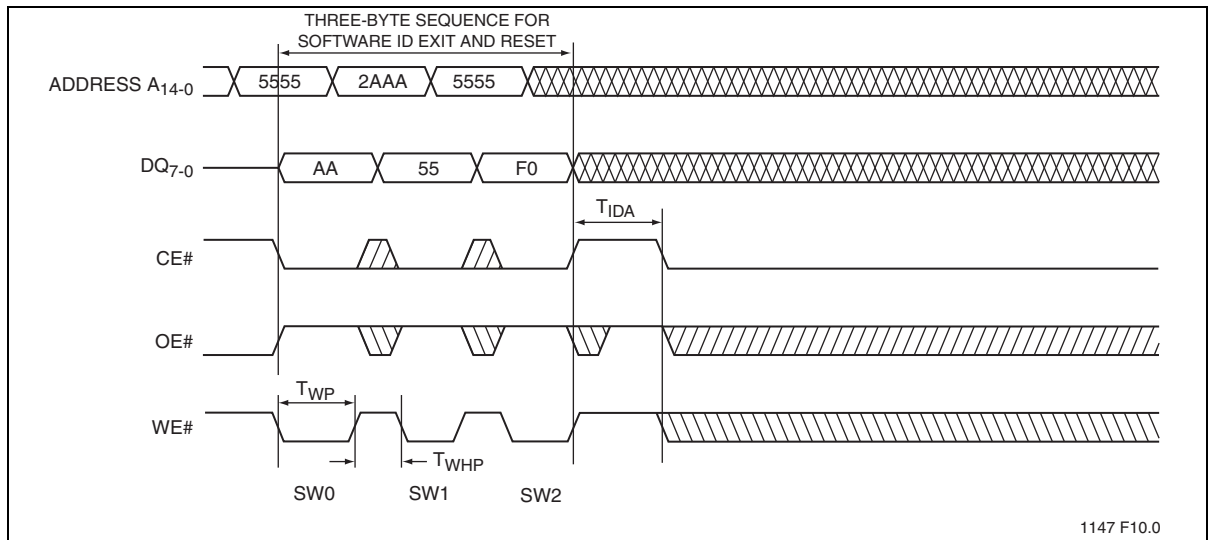 THREE-BYTE SEQUENCE FOR
SOFTWARE ID EXIT AND RESET
ADDRESS A14-0 5555 2AAA 5555
DQ7-0 AA 55 F0
TIDA
CE#
OE#
TWP
WE#
TWHP
SW0 SW1 SW2
1147 F10.0